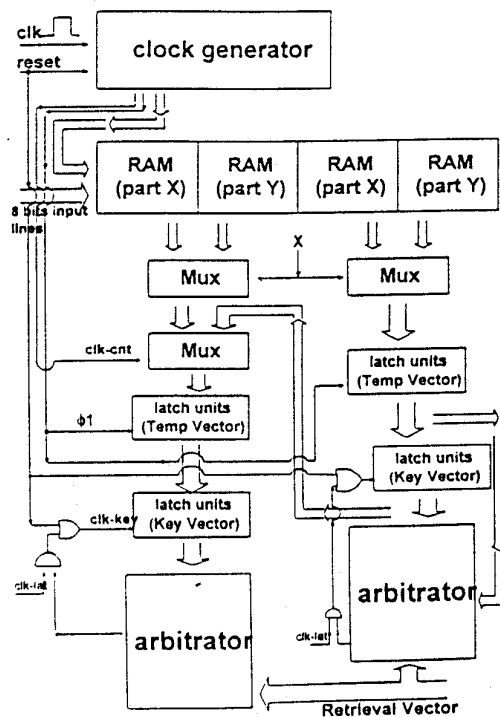 clk
clock generator
reset
RAM
(part X)
RAM
(part Y)
RAM
(part X)
RAM
(part Y)
8 bits input
lines
X
Mux
Mux
clk-cnt
Mux
latch units
(Temp Vector)
latch units
(Temp Vector)
ϕ1
latch units
(Key Vector)
latch units
(Key Vector)
clk-key
clk-lat
arbitrator
arbitrator
clk-lat
Retrieval Vector